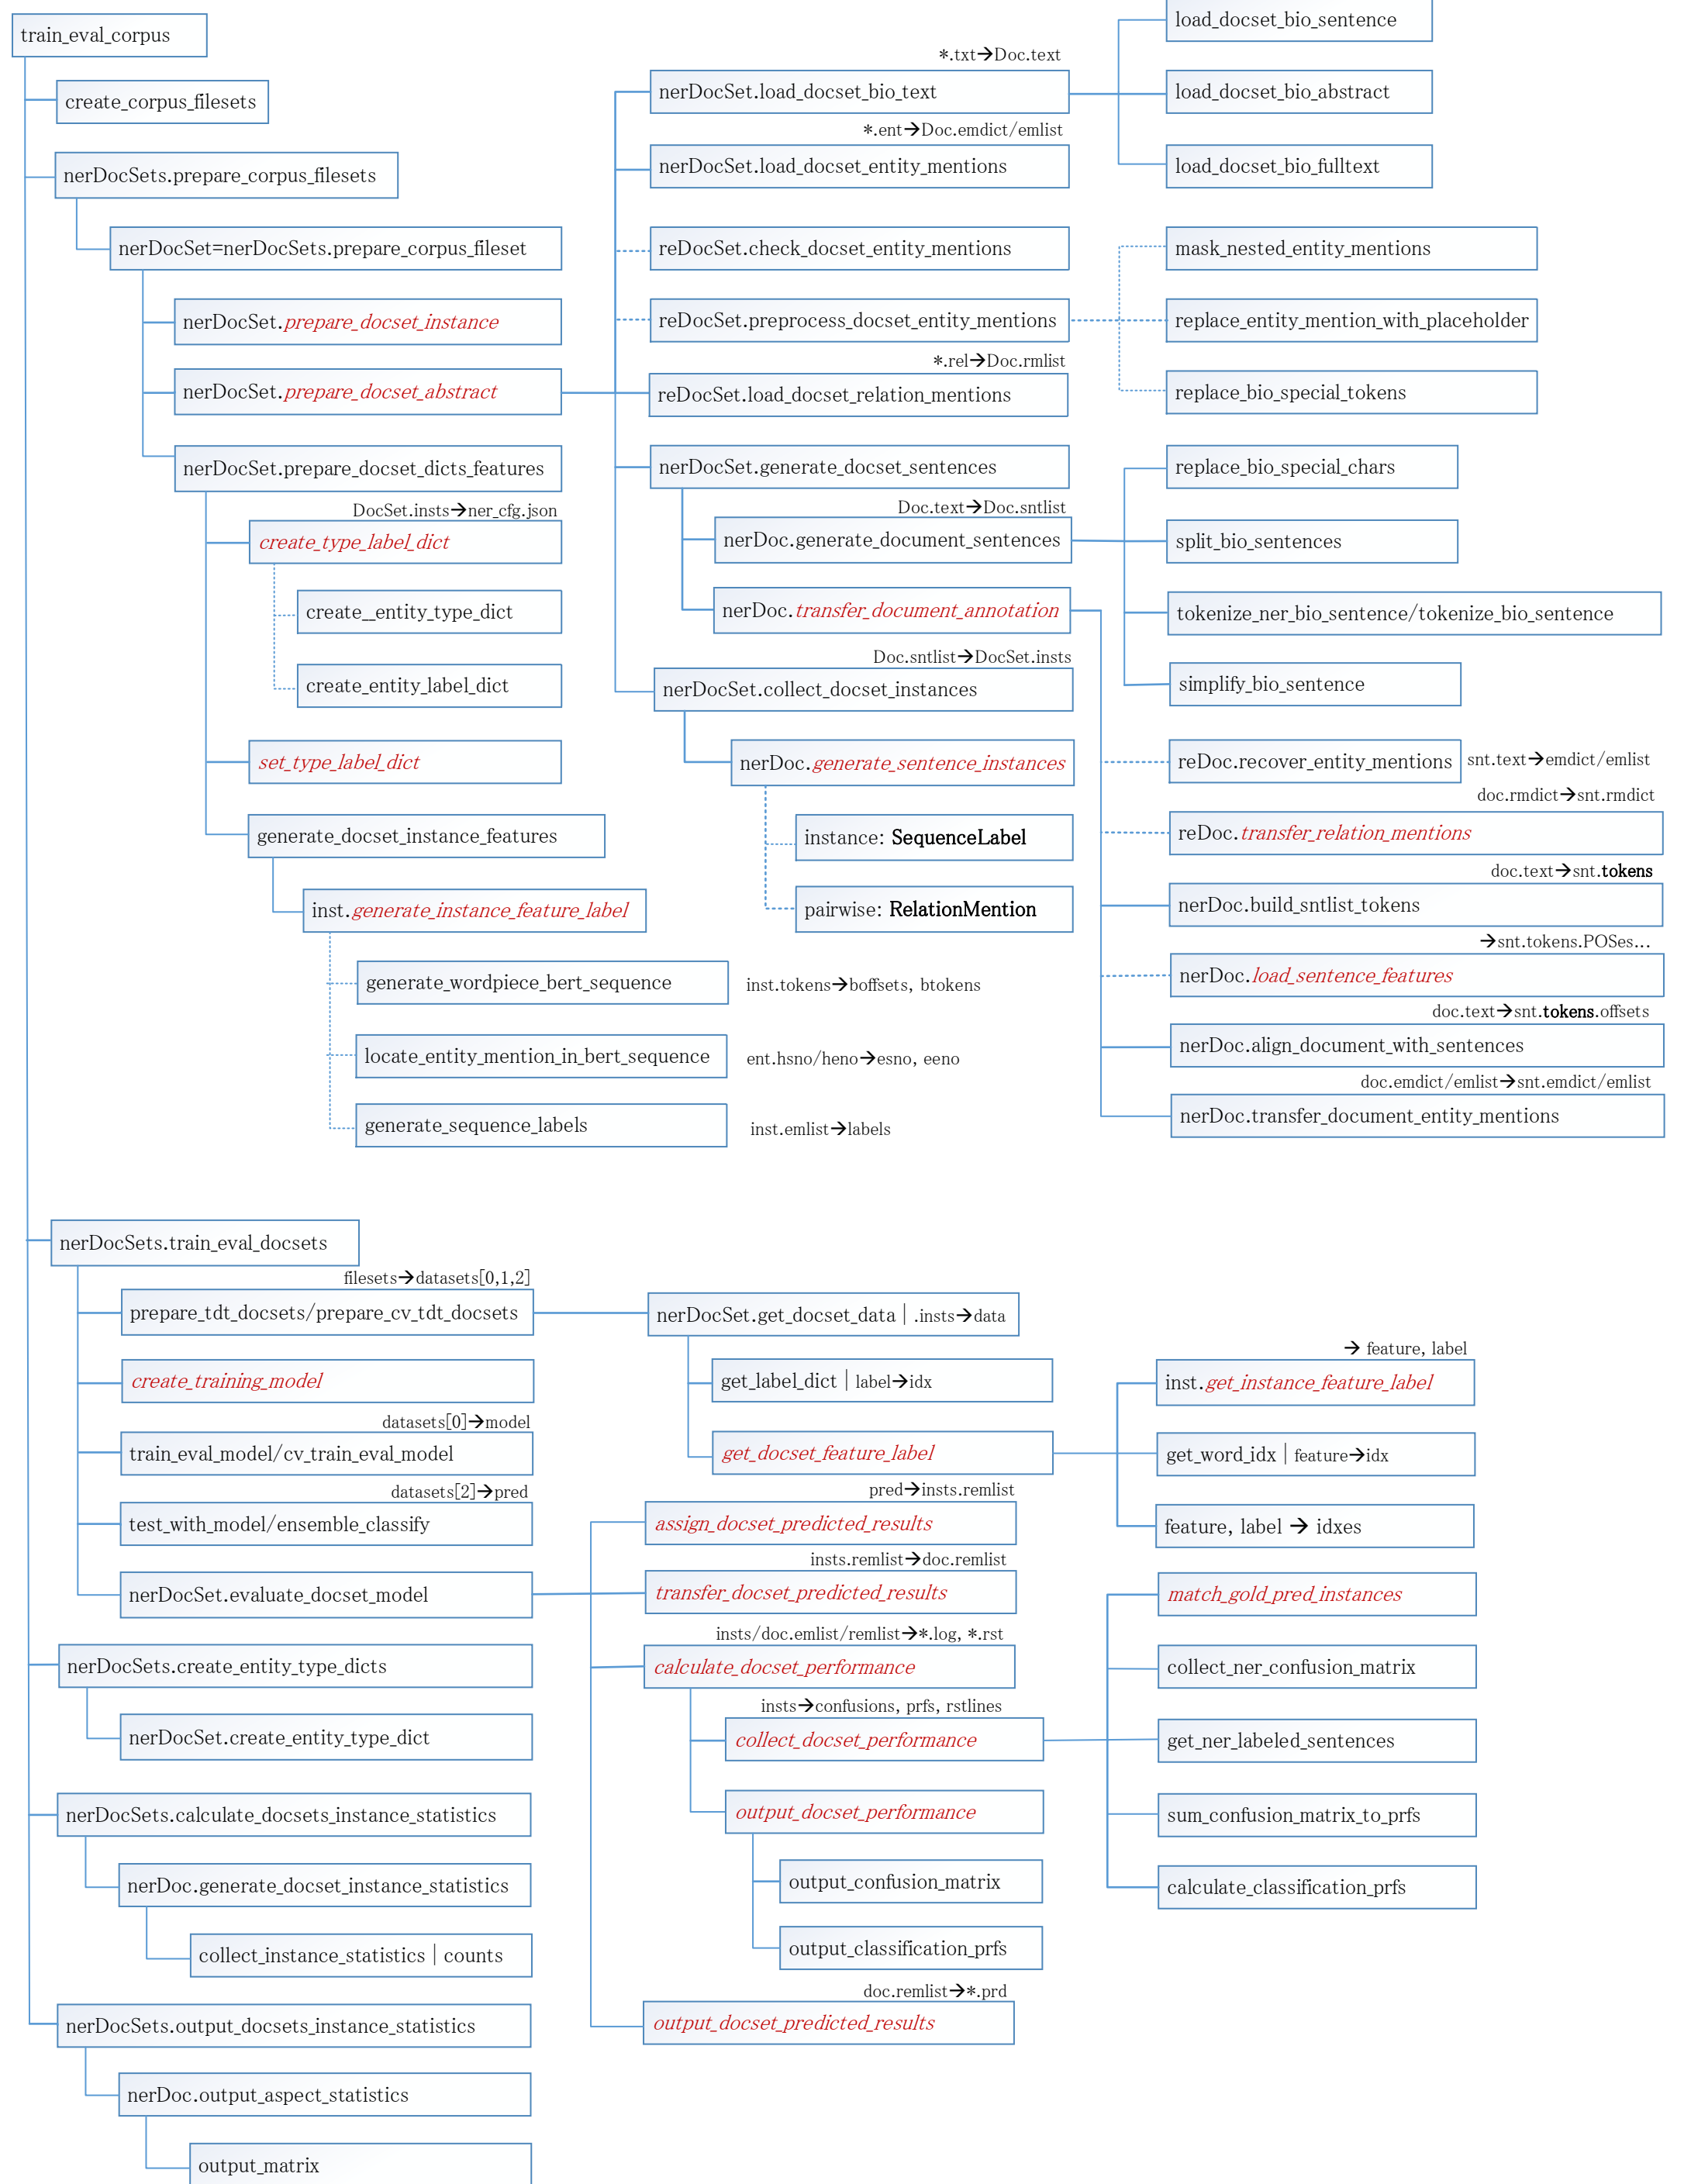 train_eval_corpus
create_corpus_filesets
nerDocSets.prepare_corpus_filesets
nerDocSet=nerDocSets.prepare_corpus_fileset
nerDocSet.prepare_docset_instance
nerDocSet.prepare_docset_abstract
nerDocSet.prepare_docset_dicts_features
DocSet.insts→ner_cfg.json
create_type_label_dict
create__entity_type_dict
create_entity_label_dict
set_type_label_dict
generate_docset_instance_features
inst.generate_instance_feature_label
generate_wordpiece_bert_sequence
inst.tokens→boffsets, btokens
locate_entity_mention_in_bert_sequence
ent.hsno/heno→esno, eeno
generate_sequence_labels
inst.emlist→labels
*.txt→Doc.text
nerDocSet.load_docset_bio_text
*.ent→Doc.emdict/emlist
nerDocSet.load_docset_entity_mentions
reDocSet.check_docset_entity_mentions
reDocSet.preprocess_docset_entity_mentions
*.rel→Doc.rmlist
reDocSet.load_docset_relation_mentions
nerDocSet.generate_docset_sentences
Doc.text→Doc.sntlist
nerDoc.generate_document_sentences
nerDoc.transfer_document_annotation
Doc.sntlist→DocSet.insts
nerDocSet.collect_docset_instances
nerDoc.generate_sentence_instances
instance: SequenceLabel
pairwise: RelationMention
load_docset_bio_sentence
load_docset_bio_abstract
load_docset_bio_fulltext
mask_nested_entity_mentions
replace_entity_mention_with_placeholder
replace_bio_special_tokens
replace_bio_special_chars
split_bio_sentences
tokenize_ner_bio_sentence/tokenize_bio_sentence
simplify_bio_sentence
reDoc.recover_entity_mentions
snt.text→emdict/emlist
doc.rmdict→snt.rmdict
reDoc.transfer_relation_mentions
doc.text→snt.tokens
nerDoc.build_sntlist_tokens
→snt.tokens.POSes...
nerDoc.load_sentence_features
doc.text→snt.tokens.offsets
nerDoc.align_document_with_sentences
doc.emdict/emlist→snt.emdict/emlist
nerDoc.transfer_document_entity_mentions
nerDocSets.train_eval_docsets
filesets→datasets[0,1,2]
prepare_tdt_docsets/prepare_cv_tdt_docsets
create_training_model
datasets[0]→model
train_eval_model/cv_train_eval_model
datasets[2]→pred
test_with_model/ensemble_classify
nerDocSet.evaluate_docset_model
nerDocSets.create_entity_type_dicts
nerDocSet.create_entity_type_dict
nerDocSets.calculate_docsets_instance_statistics
nerDoc.generate_docset_instance_statistics
collect_instance_statistics | counts
nerDocSets.output_docsets_instance_statistics
nerDoc.output_aspect_statistics
output_matrix
nerDocSet.get_docset_data | .insts→data
get_label_dict | label→idx
get_docset_feature_label
pred→insts.remlist
assign_docset_predicted_results
insts.remlist→doc.remlist
transfer_docset_predicted_results
insts/doc.emlist/remlist→*.log, *.rst
calculate_docset_performance
insts→confusions, prfs, rstlines
collect_docset_performance
output_docset_performance
output_confusion_matrix
output_classification_prfs
doc.remlist→*.prd
output_docset_predicted_results
→ feature, label
inst.get_instance_feature_label
get_word_idx | feature→idx
feature, label → idxes
match_gold_pred_instances
collect_ner_confusion_matrix
get_ner_labeled_sentences
sum_confusion_matrix_to_prfs
calculate_classification_prfs